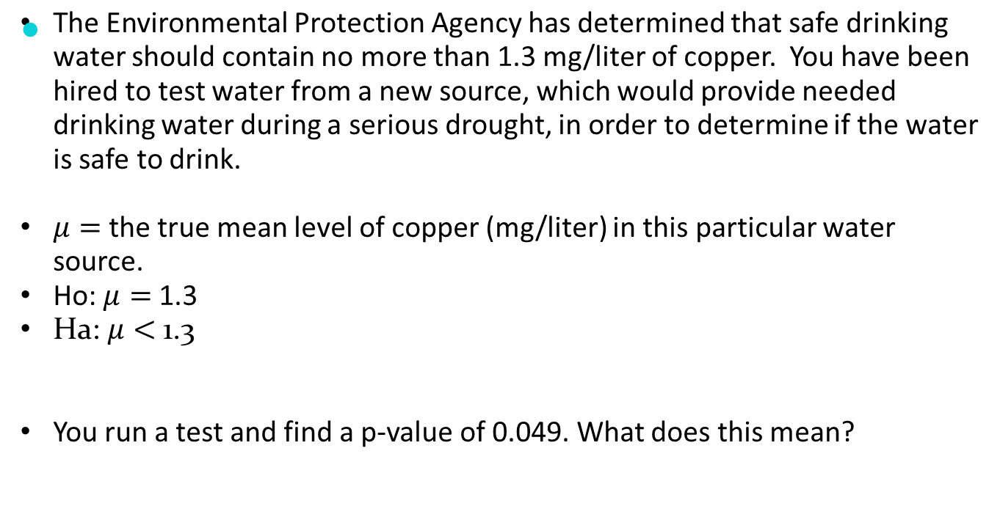 • The Environmental Protection Agency has determined that safe drinking
water should contain no more than 1.3 mg/liter of copper.  You have been
hired to test water from a new source, which would provide needed
drinking water during a serious drought, in order to determine if the water
is safe to drink.
• 𝜇 = the true mean level of copper (mg/liter) in this particular water
source.
• Ho: 𝜇 = 1.3
• Ha: 𝜇 < 1.3
• You run a test and find a p-value of 0.049. What does this mean?